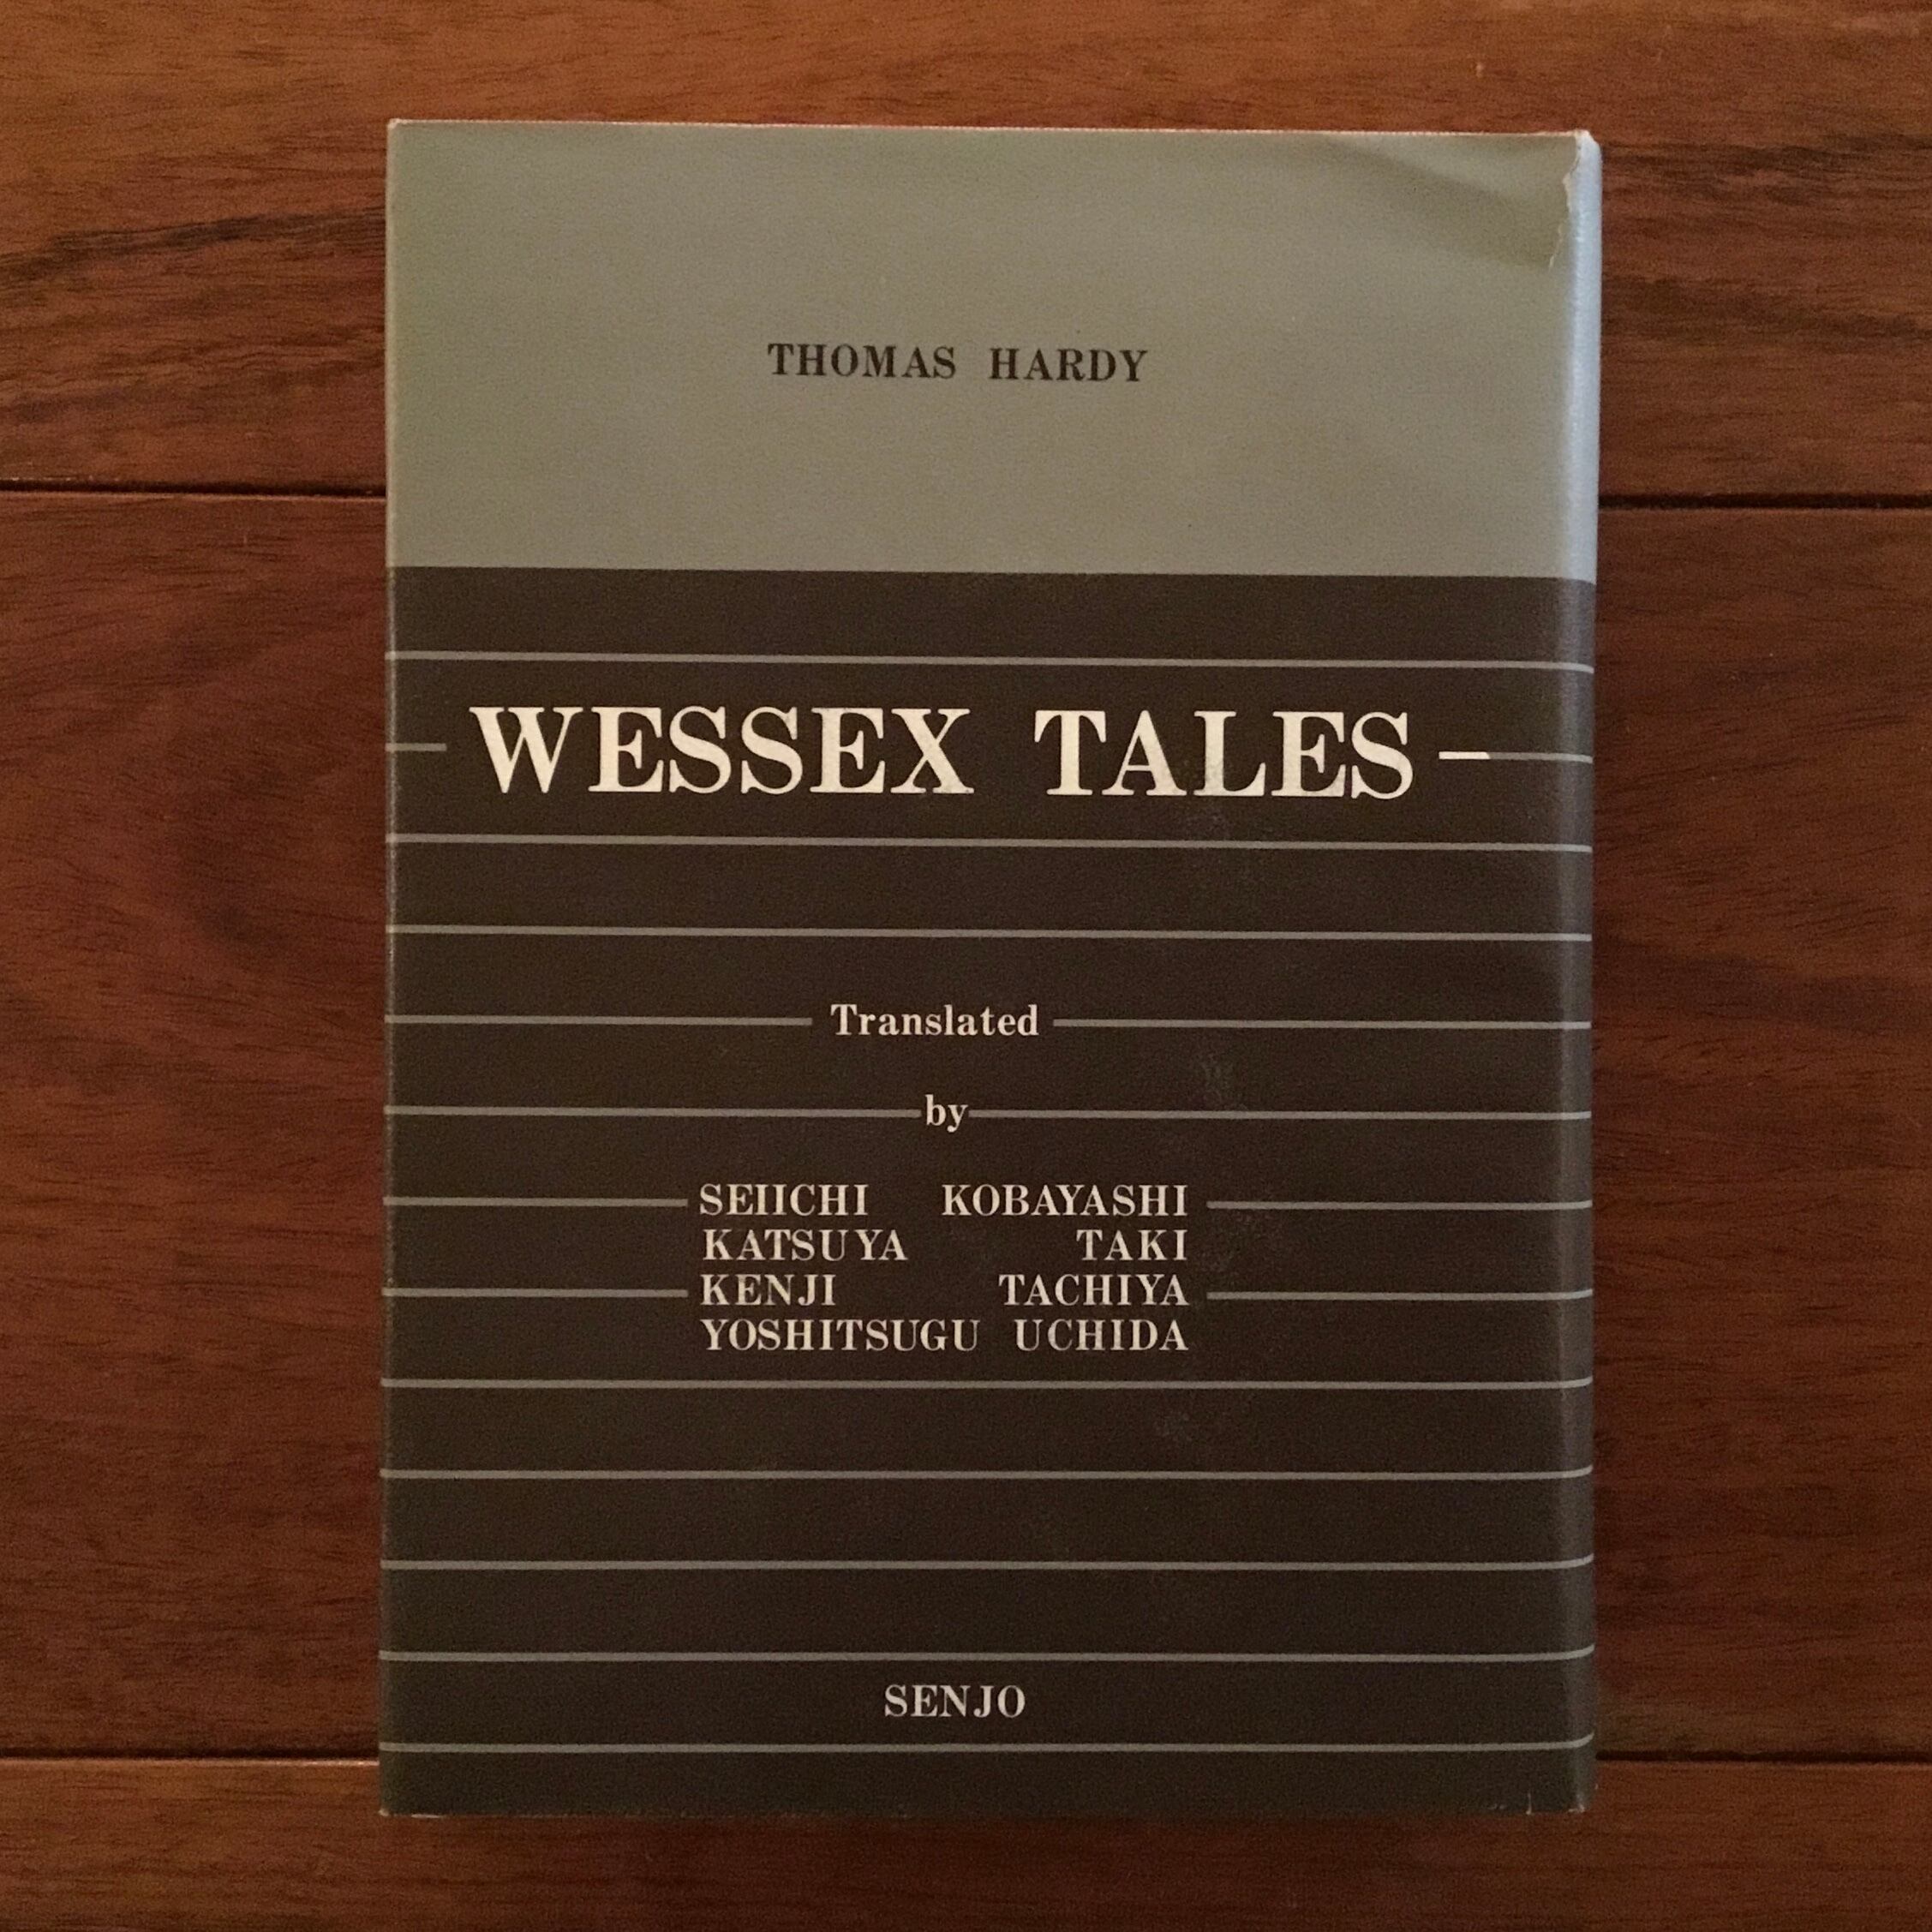 THOMAS HARDY
WESSEX TALES
Translated
by
SEIICHI KOBAYASHI
KATSUYA TAKI
KENJI TACHIYA
YOSHITSUGU UCHIDA
SENJO